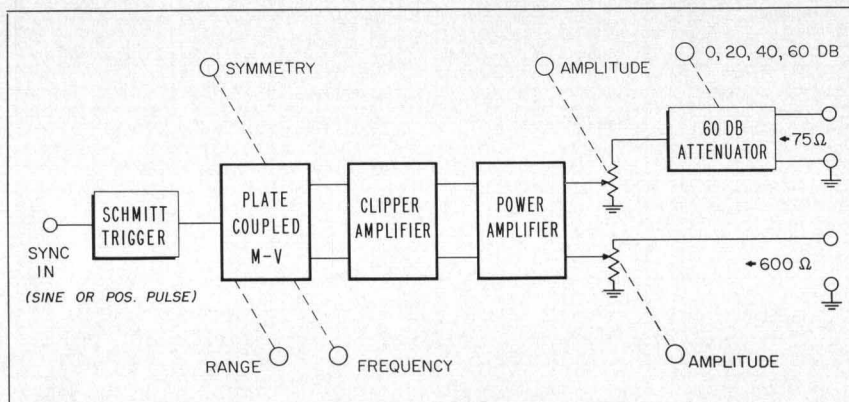 SYMMETRY
AMPLITUDE
0, 20, 40, 60 DB
60 DB
ATTENUATOR
75Ω
SCHMITT
TRIGGER
PLATE
COUPLED
M-V
CLIPPER
AMPLIFIER
POWER
AMPLIFIER
SYNC
IN
(SINE OR POS. PULSE)
600 Ω
RANGE
FREQUENCY
AMPLITUDE